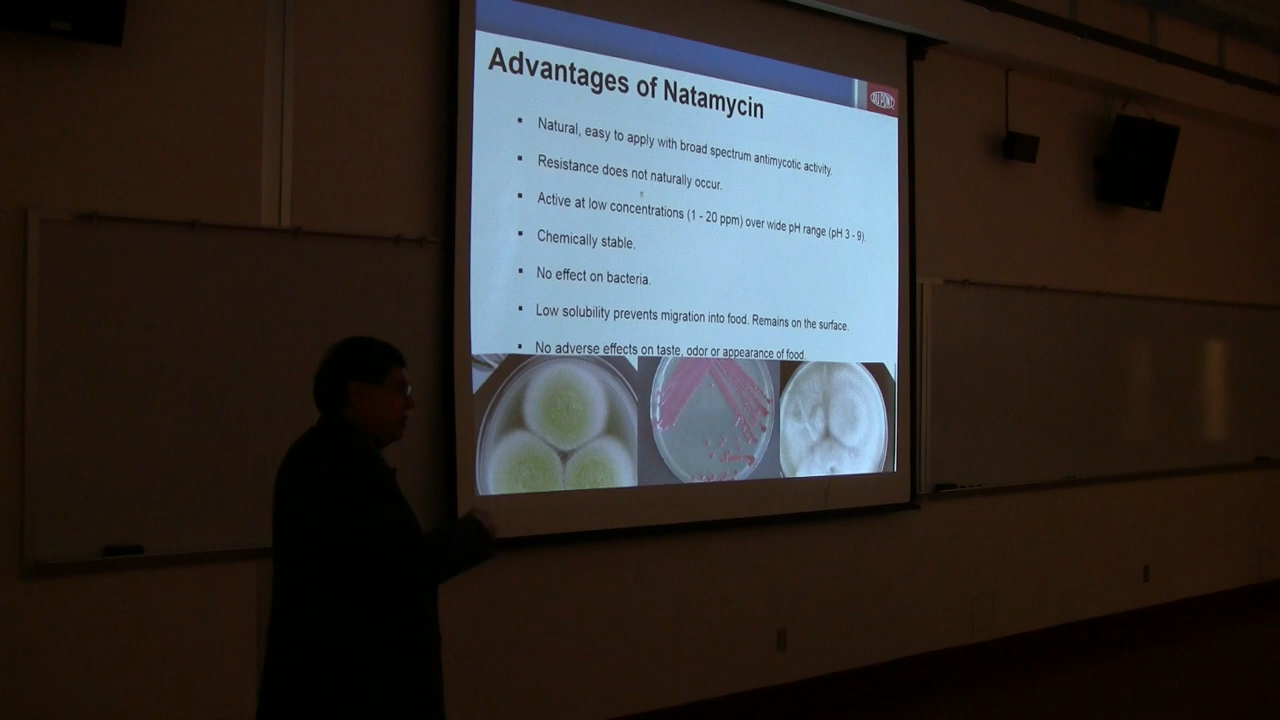 Advantages of Natamycin
DU PONT
▪ Natural, easy to apply with broad spectrum antimycotic activity.
▪ Resistance does not naturally occur.
▪ Active at low concentrations (1 - 20 ppm) over wide pH range (pH 3 - 9).
▪ Chemically stable.
▪ No effect on bacteria.
▪ Low solubility prevents migration into food. Remains on the surface.
▪ No adverse effects on taste, odor or appearance of food.